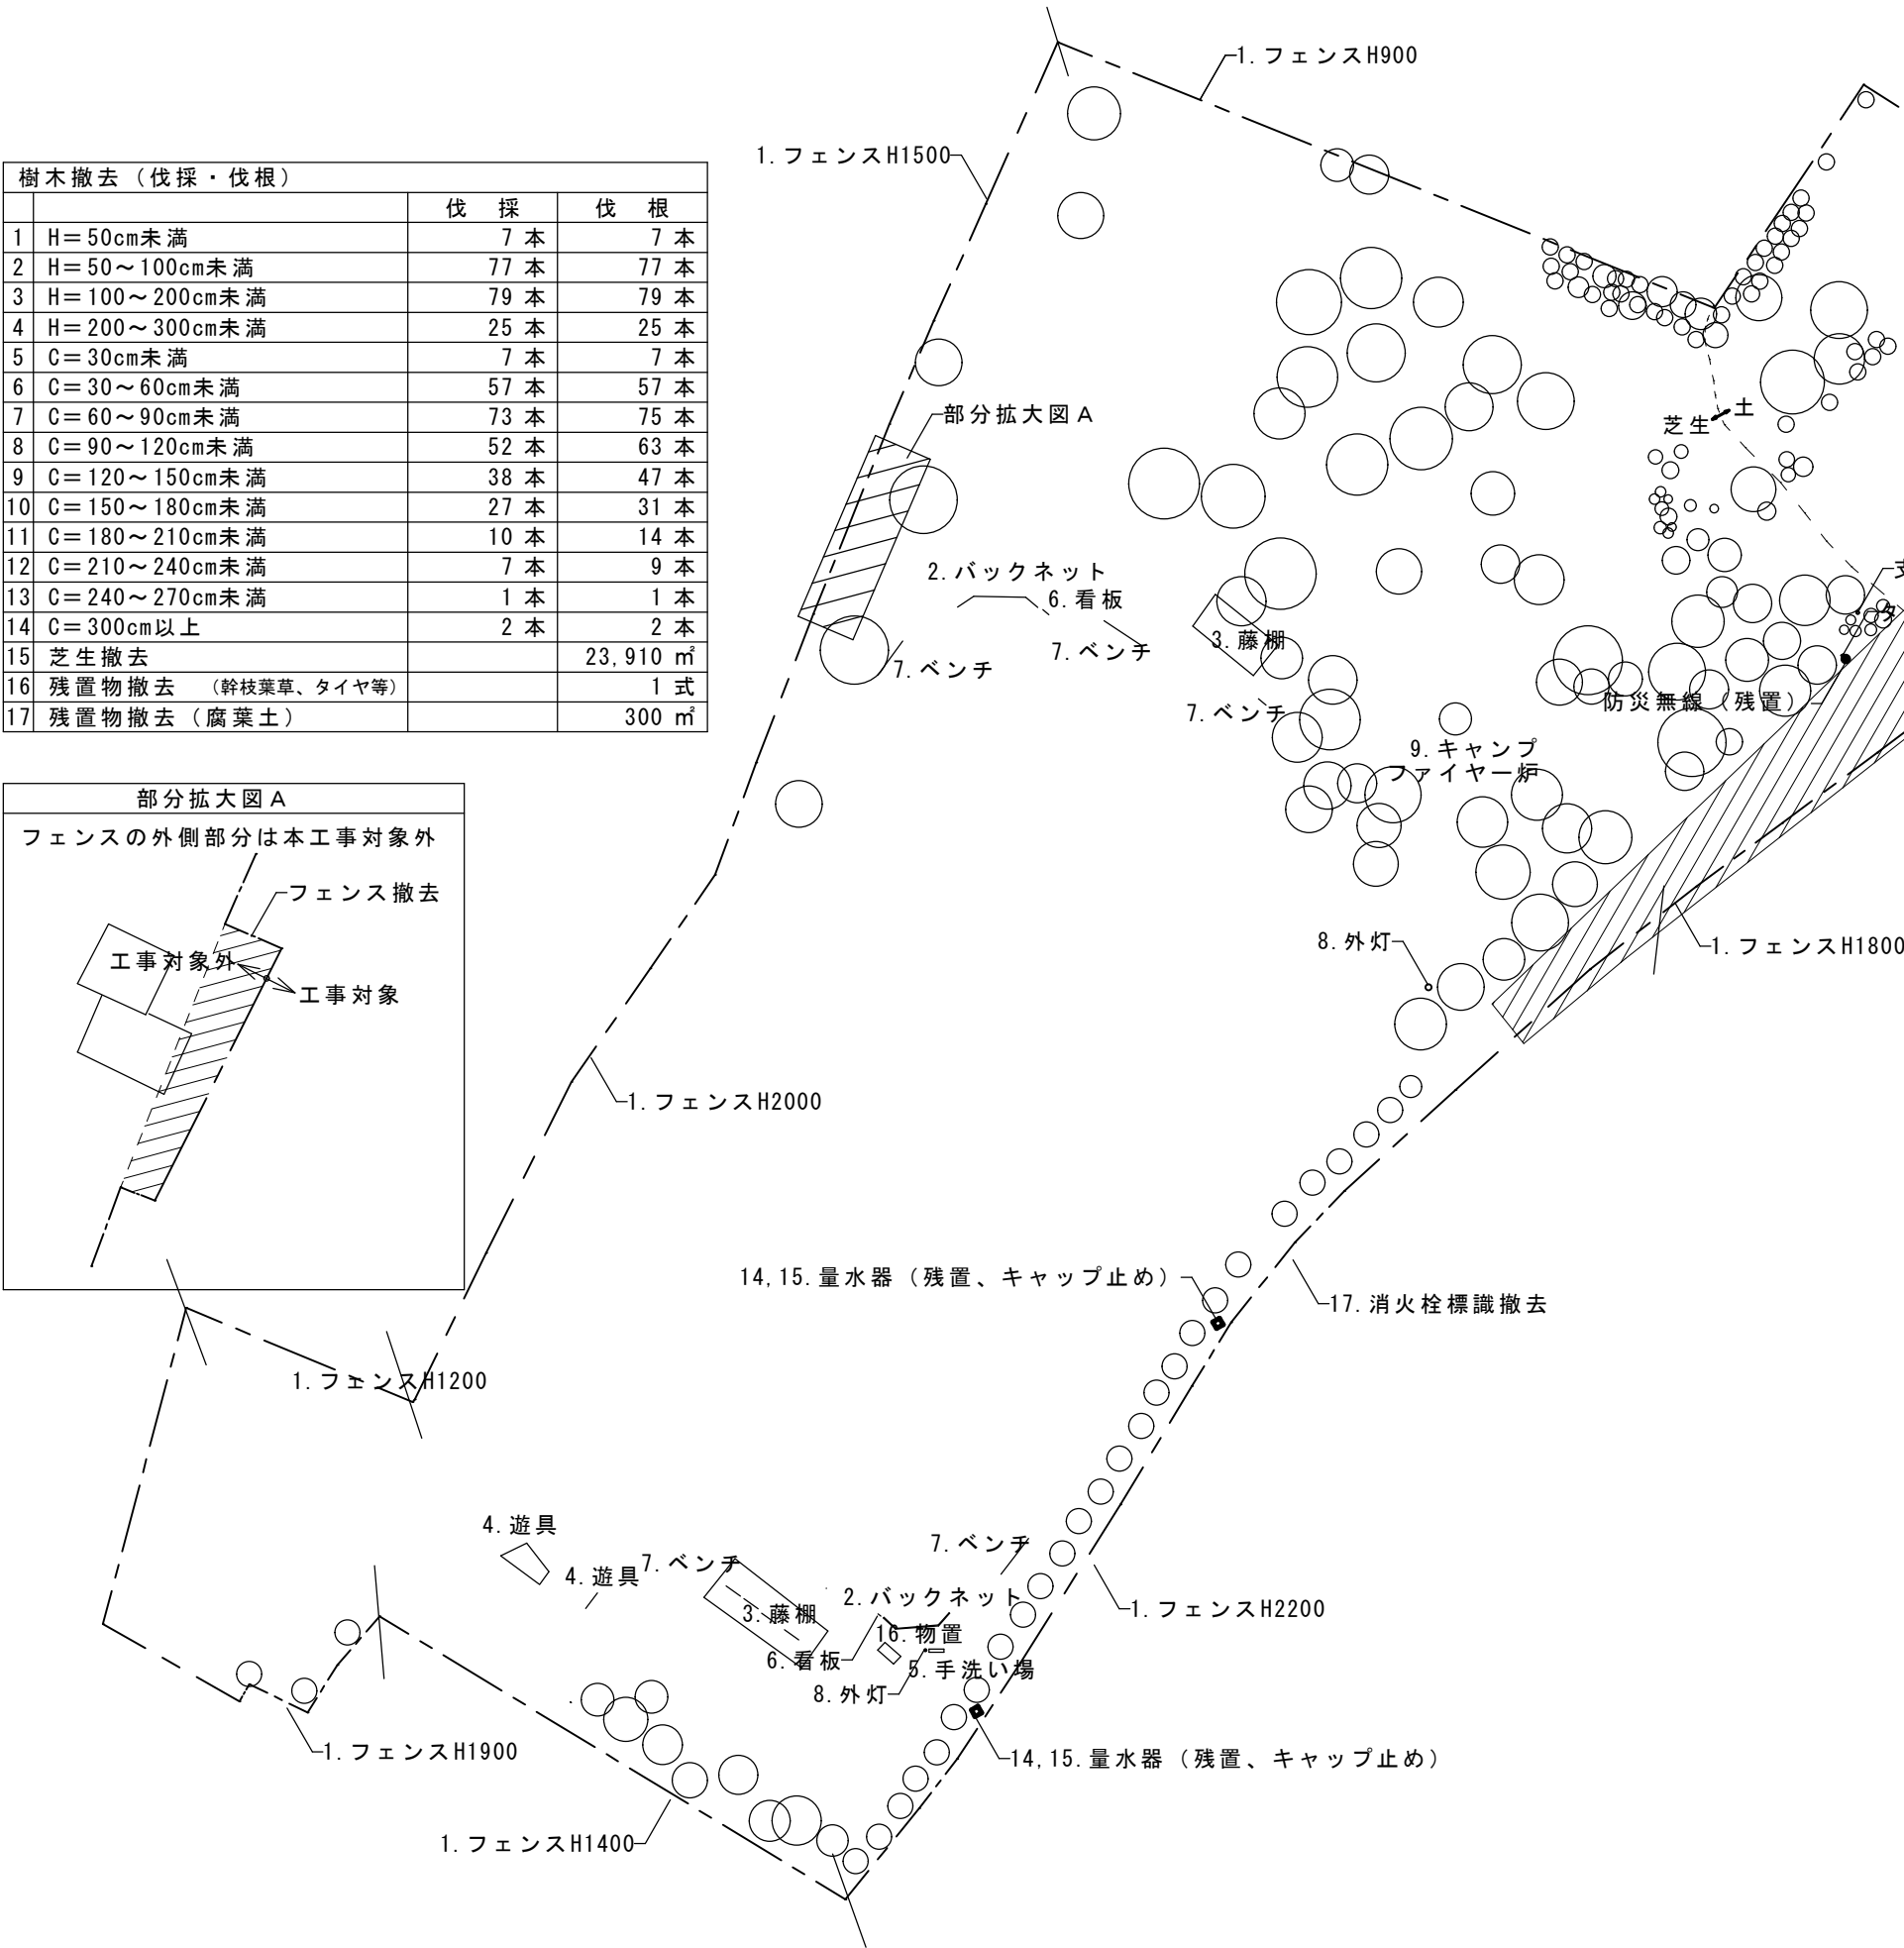 1.フェンスH900
1.フェンスH1500
樹木撤去（伐採・伐根）
伐 採 伐 根
1 H＝50cm未満 7 本 7 本
2 H＝50～100cm未満 77 本 77 本
3 H＝100～200cm未満 79 本 79 本
4 H＝200～300cm未満 25 本 25 本
5 C＝30cm未満 7 本 7 本
6 C＝30～60cm未満 57 本 57 本
7 C＝60～90cm未満 73 本 75 本
8 C＝90～120cm未満 52 本 63 本
9 C＝120～150cm未満 38 本 47 本
10 C＝150～180cm未満 27 本 31 本
11 C＝180～210cm未満 10 本 14 本
12 C＝210～240cm未満 7 本 9 本
13 C＝240～270cm未満 1 本 1 本
14 C＝300cm以上 2 本 2 本
15 芝生撤去 23,910 ㎡
16 残置物撤去 （幹枝葉草、タイヤ等） 1 式
17 残置物撤去（腐葉土） 300 ㎡
部分拡大図A
土
芝生
2.バックネット
6.看板
7.ベンチ
7.ベンチ
3.藤棚
7.ベンチ
防災無線（残置）
9.キャンプ
ファイヤー炉
部分拡大図A
フェンスの外側部分は本工事対象外
フェンス撤去
工事対象外
工事対象
8.外灯
1.フェンスH1800
1.フェンスH2000
14,15.量水器（残置、キャップ止め）
17.消火栓標識撤去
1.フェンスH1200
4.遊具
4.遊具
7.ベンチ
7.ベンチ
3.藤棚
2.バックネット
16.物置
6.看板
5.手洗い場
8.外灯
1.フェンスH2200
1.フェンスH1900
14,15.量水器（残置、キャップ止め）
1.フェンスH1400